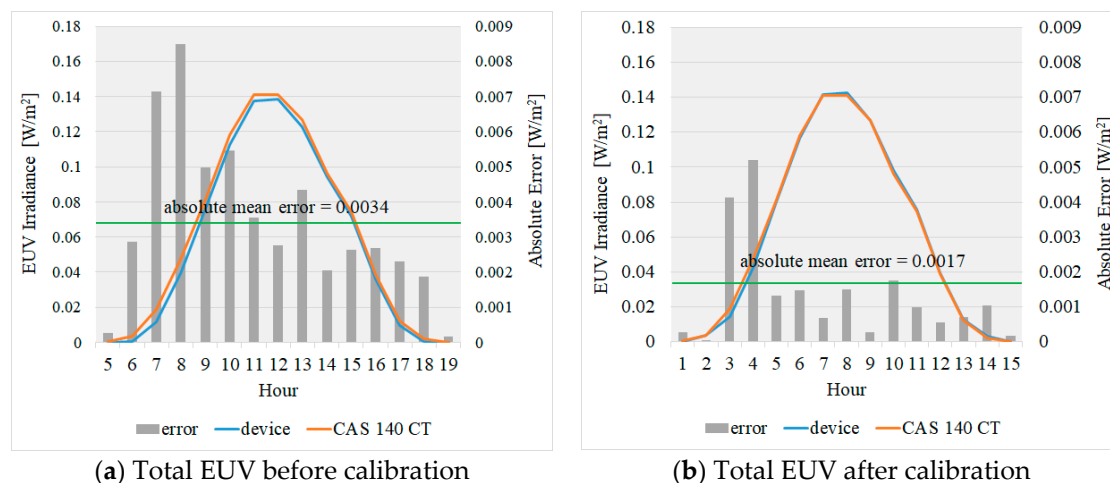 0.18
0.16
0.14
0.12
0.1
0.08
0.06
0.04
0.02
0
EUV Irradiance [W/m²]
0.009
0.008
0.007
0.006
0.005
0.004
0.003
0.002
0.001
0
Absolute Error [W/m²]
absolute mean error = 0.0034
5 6 7 8 9 10 11 12 13 14 15 16 17 18 19
Hour
error device CAS 140 CT
(a) Total EUV before calibration
0.18
0.16
0.14
0.12
0.1
0.08
0.06
0.04
0.02
0
EUV Irradiance [W/m²]
0.009
0.008
0.007
0.006
0.005
0.004
0.003
0.002
0.001
0
Absolute Error [W/m²]
absolute mean error = 0.0017
1 2 3 4 5 6 7 8 9 10 11 12 13 14 15
Hour
error device CAS 140 CT
(b) Total EUV after calibration